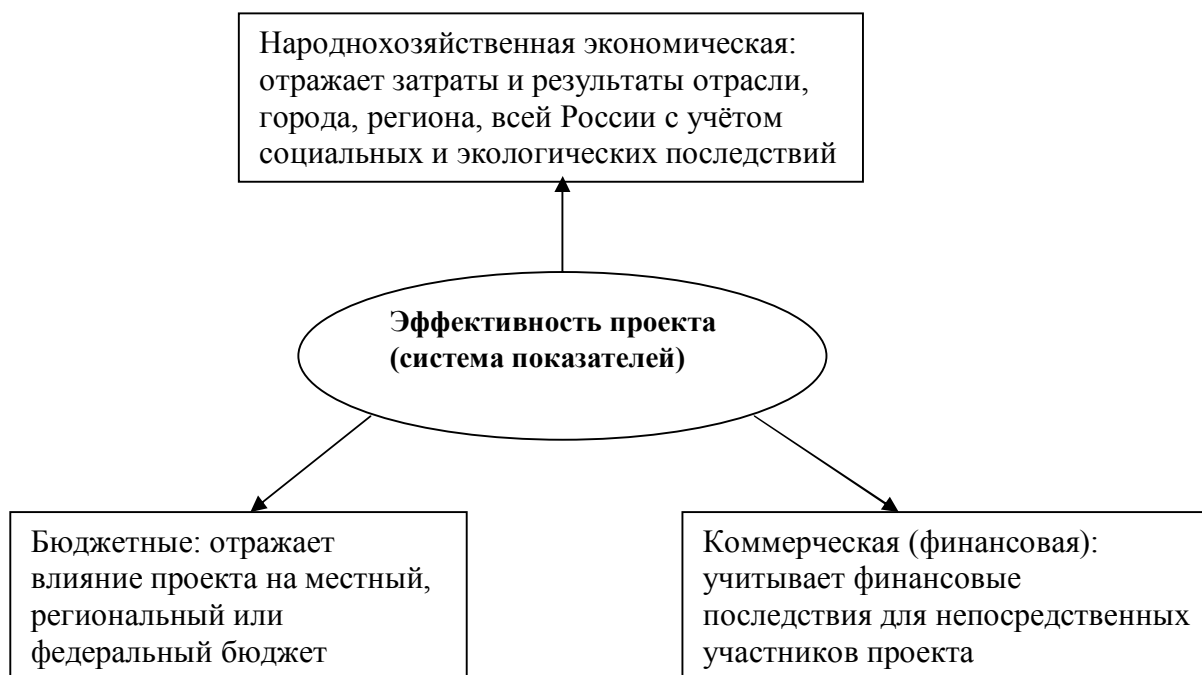 Народнохозяйственная экономическая:
отражает затраты и результаты отрасли,
города, региона, всей России с учётом
социальных и экологических последствий
Эффективность проекта
(система показателей)
Бюджетные: отражает
влияние проекта на местный,
региональный или
федеральный бюджет
Коммерческая (финансовая):
учитывает финансовые
последствия для непосредственных
участников проекта